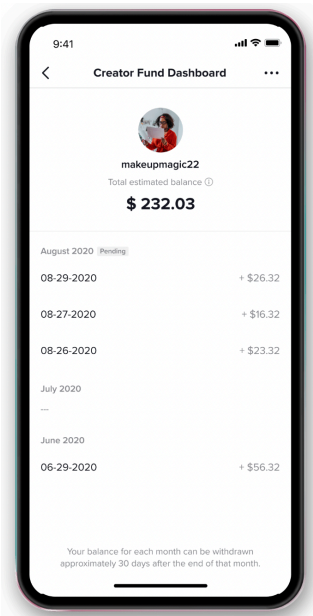 9:41
Creator Fund Dashboard
makeupmagic22
Total estimated balance
$ 232.03
August 2020 Pending
08-29-2020 + $26.32
08-27-2020 + $16.32
08-26-2020 + $23.32
July 2020
---
June 2020
06-29-2020 + $56.32
Your balance for each month can be withdrawn
approximately 30 days after the end of that month.